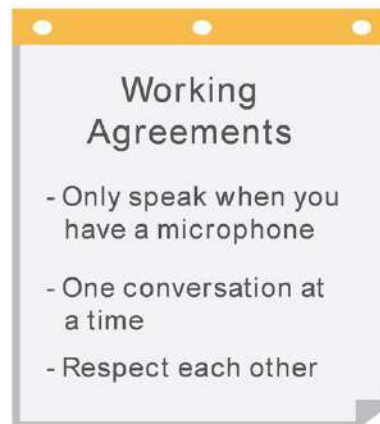 Working
Agreements
- Only speak when you
have a microphone
- One conversation at
a time
- Respect each other